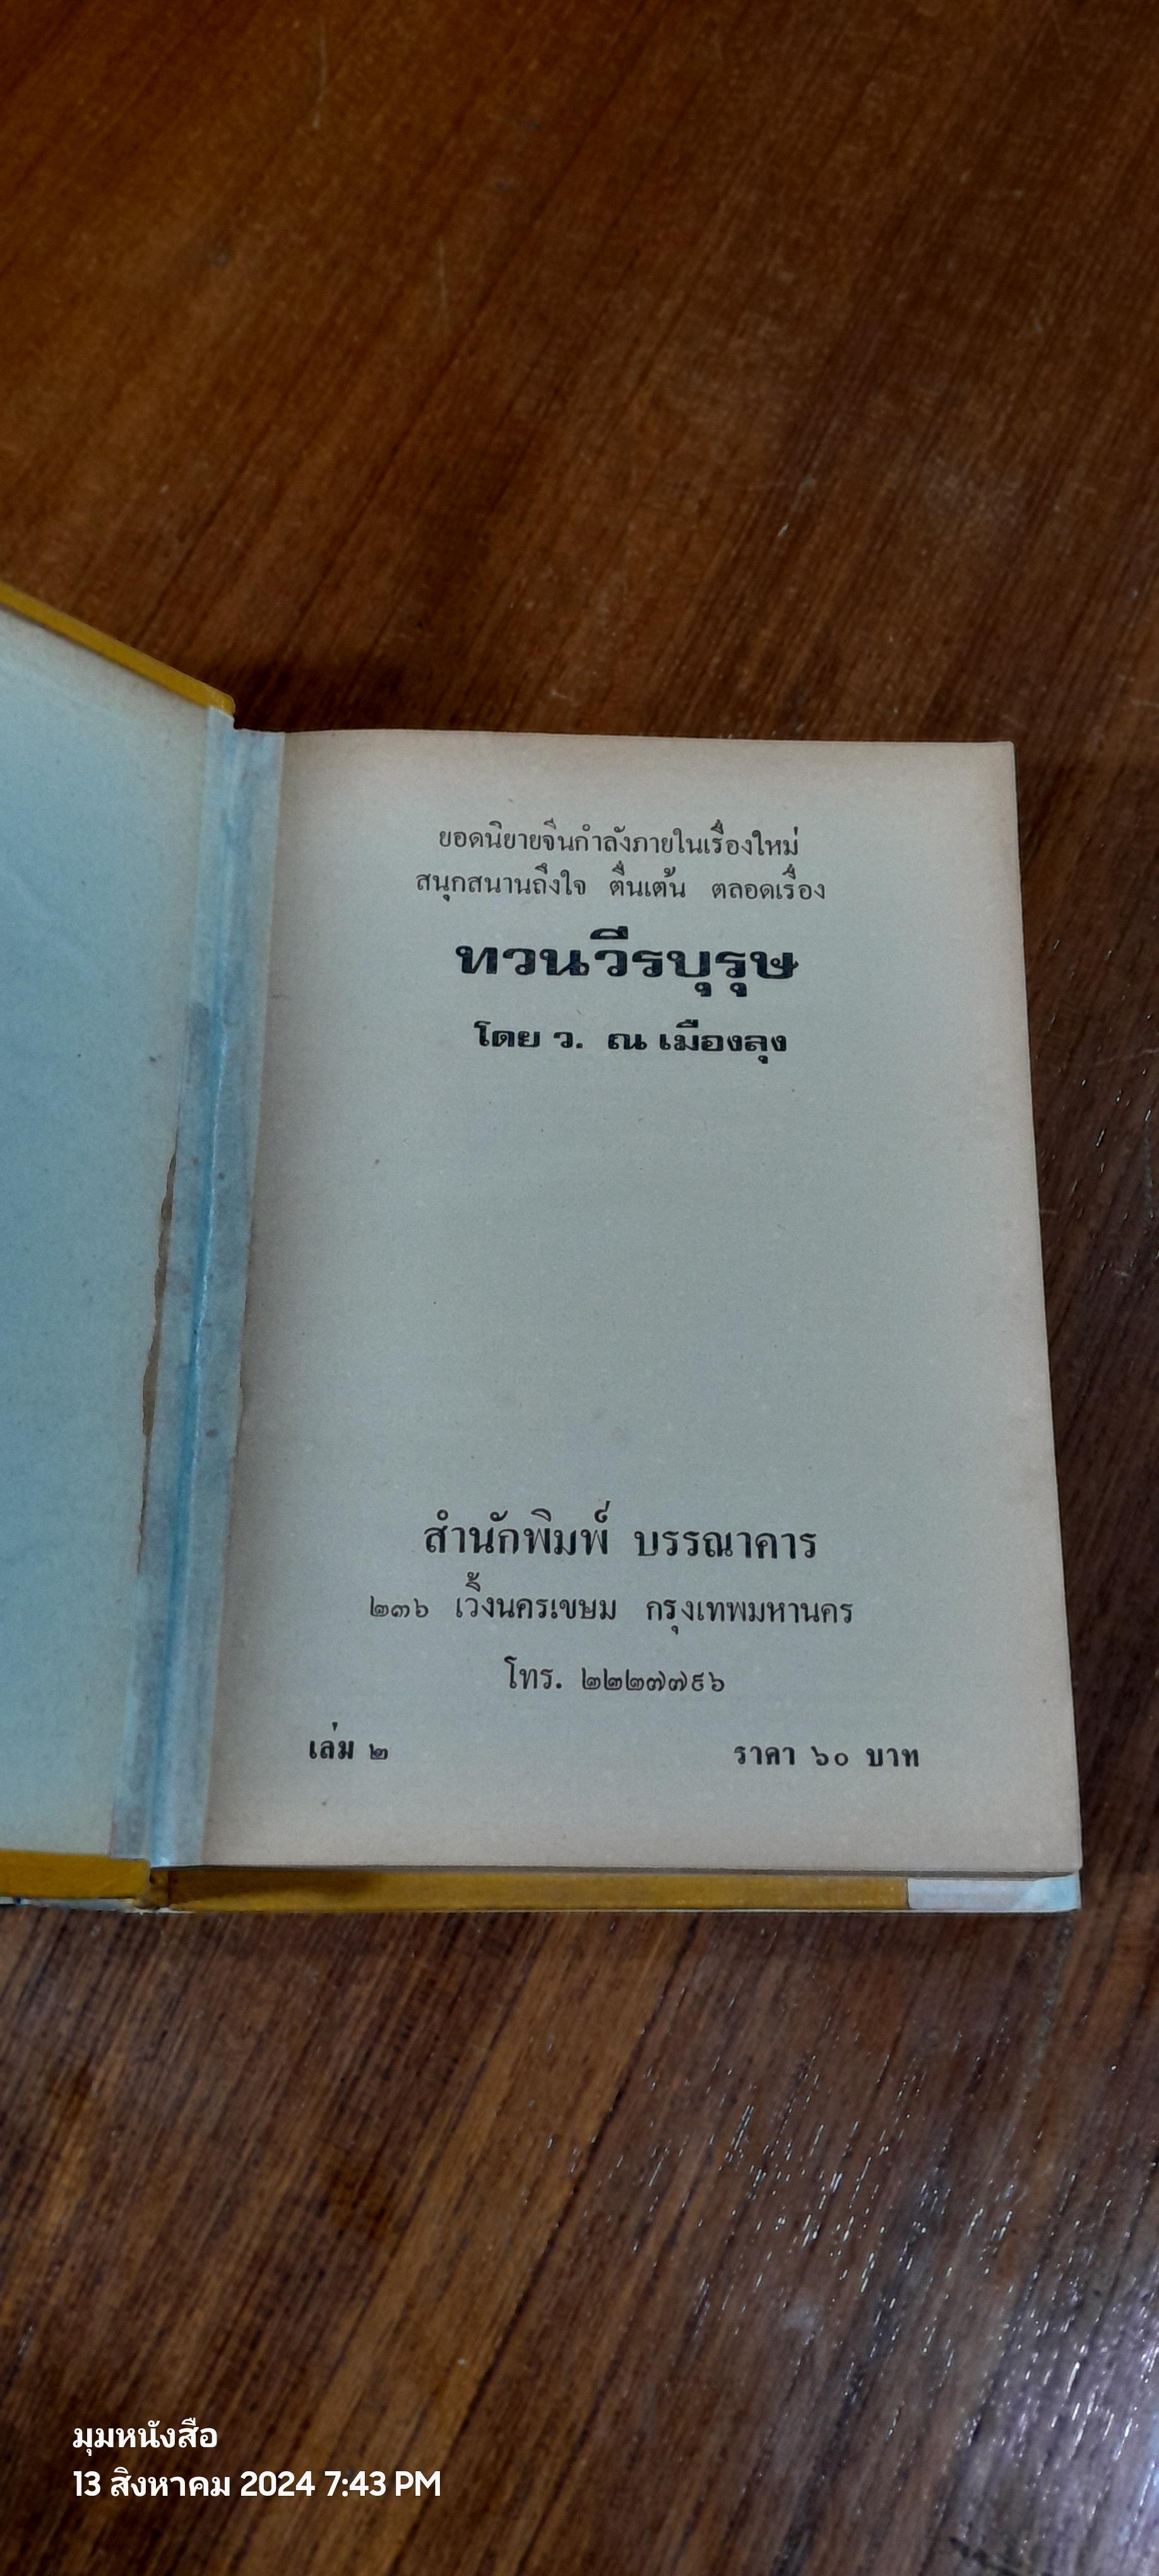 ยอดนิยายจีนกำลังภายในเรื่องใหม่
สนุกสนานถึงใจ ตื่นเต้น ตลอดเรื่อง
ทวนวีรบุรุษ
โดย ว. ณ เมืองลุง
สำนักพิมพ์ บรรณาคาร
๒๓๖ เวิ้งนครเขษม กรุงเทพมหานคร
โทร. ๒๒๒๗๗๙๖
เล่ม ๒ ราคา ๖๐ บาท
มุมหนังสือ
13 สิงหาคม 2024 7:43 PM